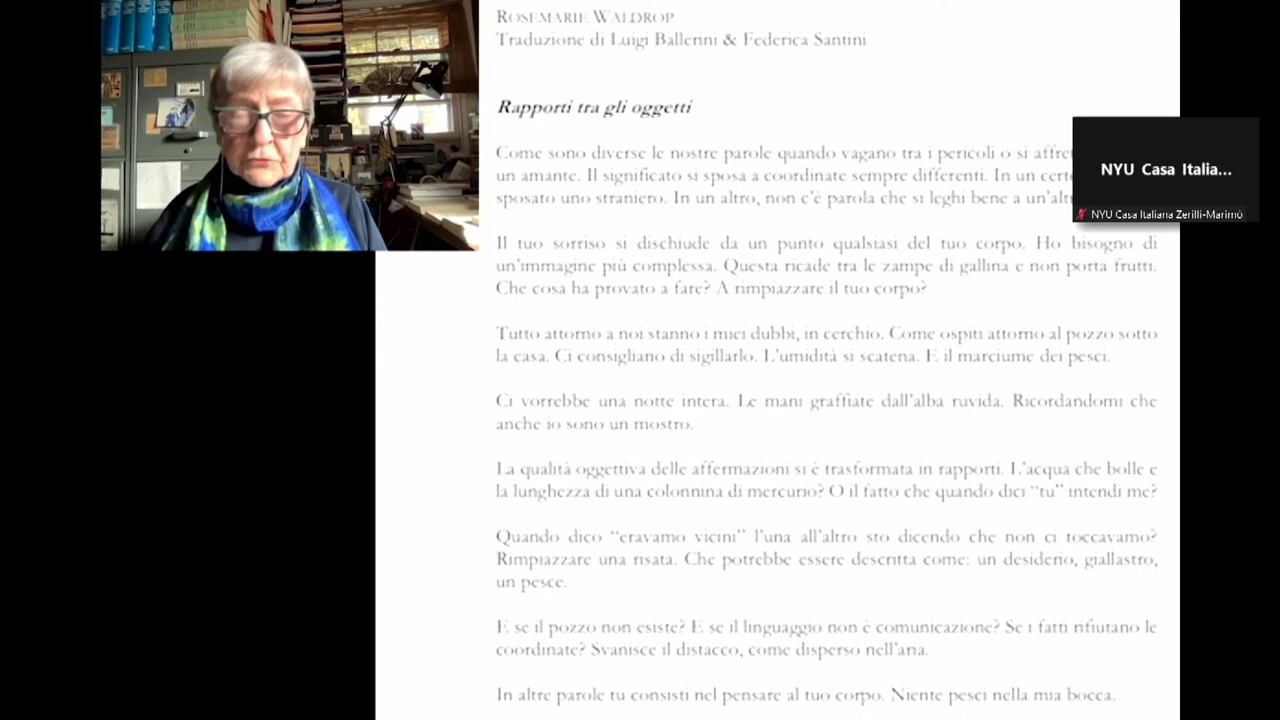 ROSEMARIE WALDROP
Traduzione di Luigi Ballerini & Federica Santini
Rapporti tra gli oggetti
Come sono diverse le nostre parole quando vagano tra i pericoli o si
un amante. Il significato si sposa a coordinate sempre differenti. In un
sposato uno straniero. In un altro, non c'è parola che si leghi bene a
Il tuo sorriso si dischiude da un punto qualsiasi del tuo corpo. Ho bisogno di
un'immagine più complessa. Questa ricade tra le zampe di gallina e non porta frutti.
Che cosa ha provato a fare? A rimpiazzare il tuo corpo?
Tutto attorno a noi stanno i miei dubbi, in cerchio. Come ospiti attorno al pozzo sotto
la casa. Ci consigliano di sigillarlo. L'umidità si scatena. E il marciume dei pesci.
Ci vorrebbe una notte intera. Le mani graffiate dall'alba ruvida. Ricordandomi che
anche io sono un mostro.
La qualità oggettiva delle affermazioni si è trasformata in rapporti. L'acqua che bolle e
la lunghezza di una colonnina di mercurio? O il fatto che quando dici “tu” intendi me?
Quando dico “eravamo vicini” l'una all'altro sto dicendo che non ci toccavamo?
Rimpiazzare una risata. Che potrebbe essere descritta come: un desiderio, giallastro,
un pesce.
E se il pozzo non esiste? E se il linguaggio non è comunicazione? Se i fatti rifiutano le
coordinate? Svanisce il distacco, come disperso nell'aria.
In altre parole tu consisti nel pensare al tuo corpo. Niente pesci nella mia bocca.
NYU Casa Italia...
NYU Casa Italiana Zerilli-Marimò